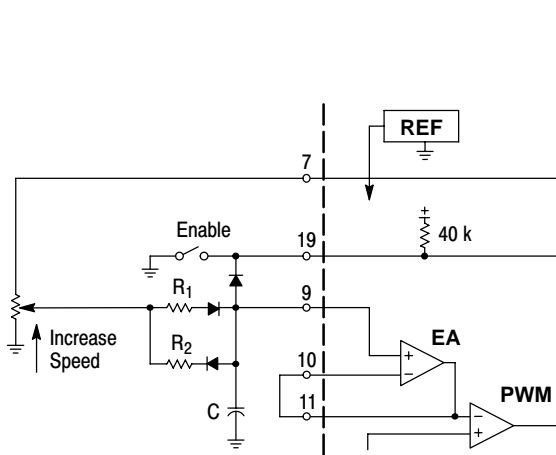 REF
7
Enable
19
+
40 k
R1
9
Increase
Speed
EA
+
−
R2
10
11
C
PWM
−
+